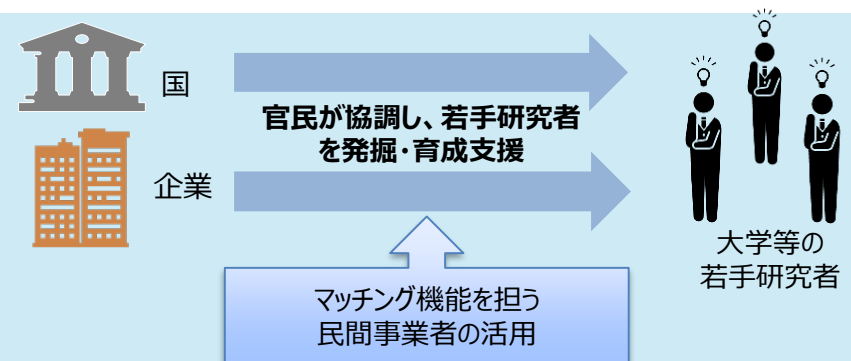 国
官民が協調し、若手研究者
を発掘・育成支援
企業
大学等の
若手研究者
マッチング機能を担う
民間事業者の活用